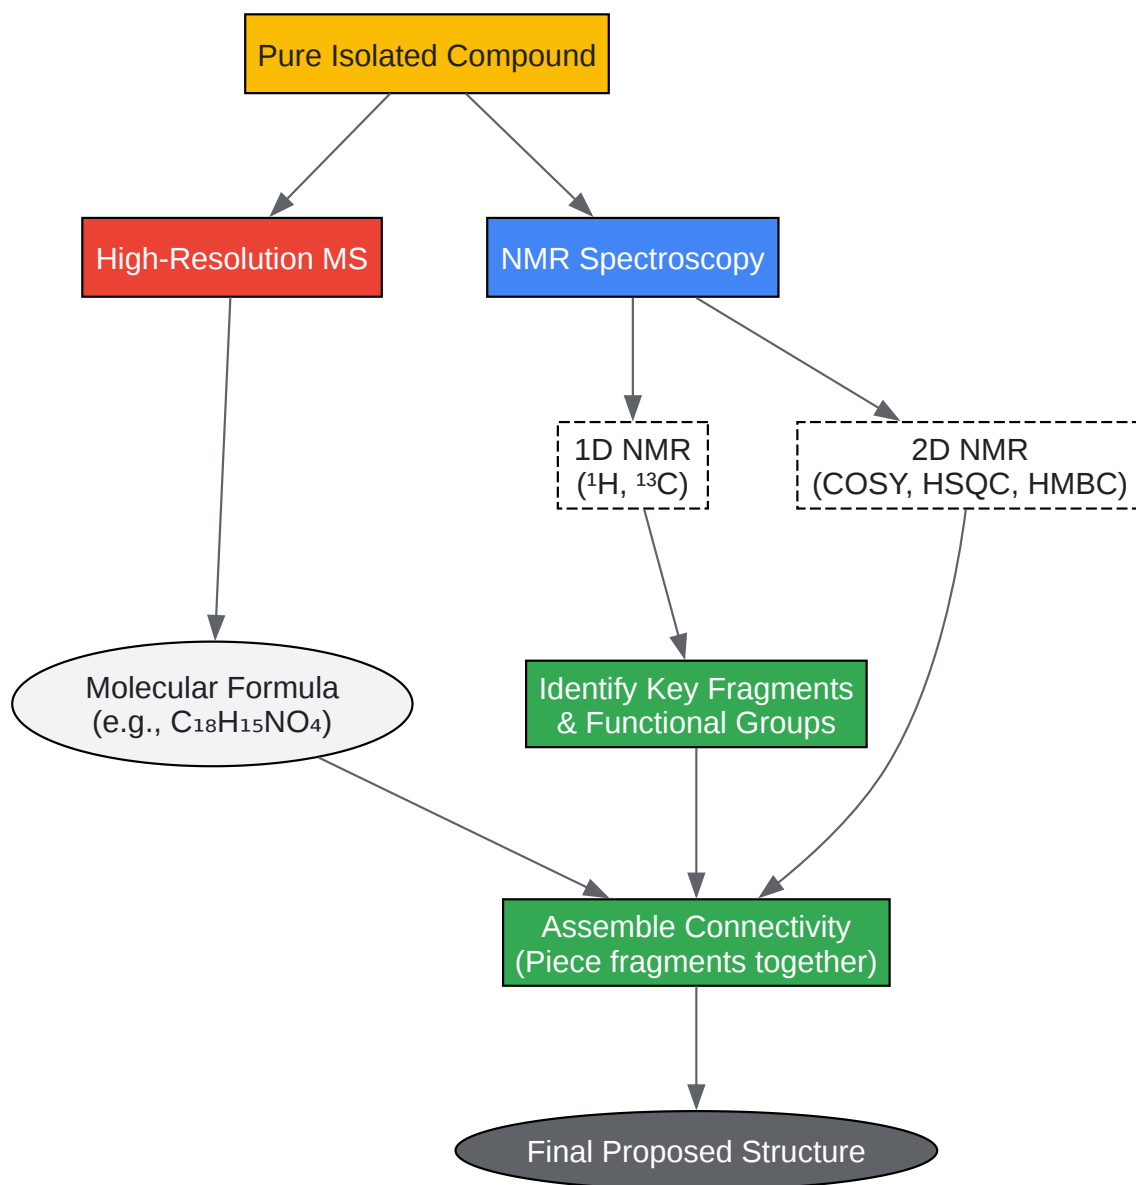 Pure Isolated Compound
High-Resolution MS
NMR Spectroscopy
1D NMR
(¹H, ¹³C)
2D NMR
(COSY, HSQC, HMBC)
Molecular Formula
(e.g., C₁₈H₁₅NO₄)
Identify Key Fragments
& Functional Groups
Assemble Connectivity
(Piece fragments together)
Final Proposed Structure